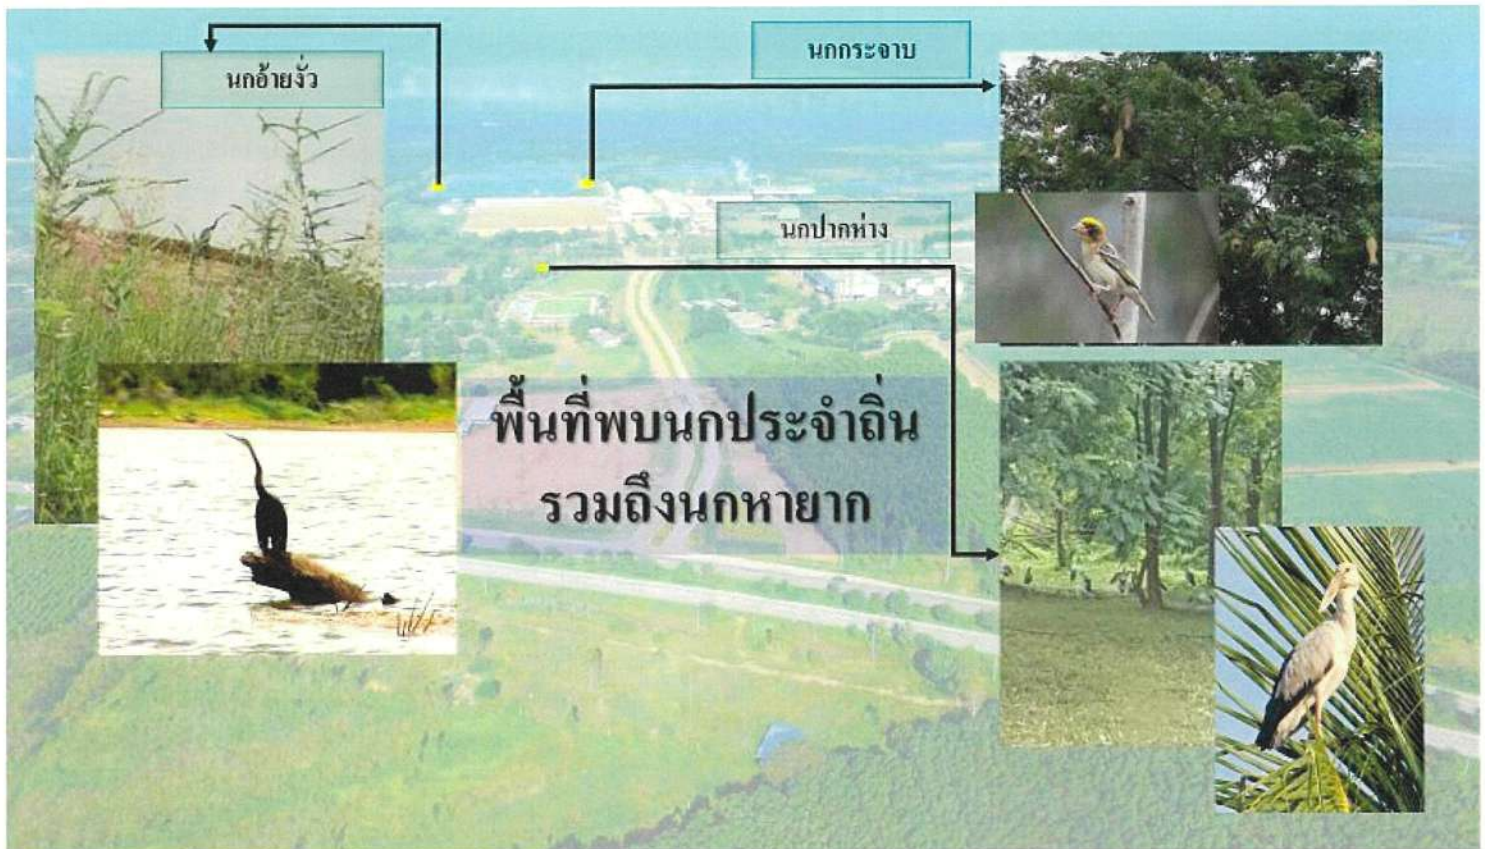 นกอ้ายงั่ว
นกกระจาบ
นกปากห่าง
พื้นที่พบนกประจำถิ่น
รวมถึงนกหายาก